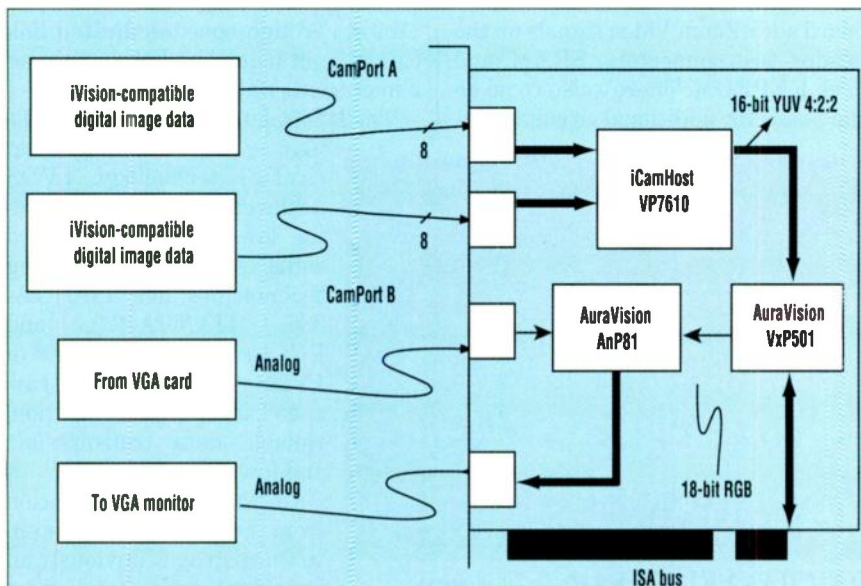 CamPort A
iVision-compatible
digital image data
8
16-bit YUV 4:2:2
iCamHost
VP7610
iVision-compatible
digital image data
8
CamPort B
AuraVision
AnP81
AuraVision
VxP501
From VGA card
Analog
18-bit RGB
To VGA monitor
Analog
ISA bus